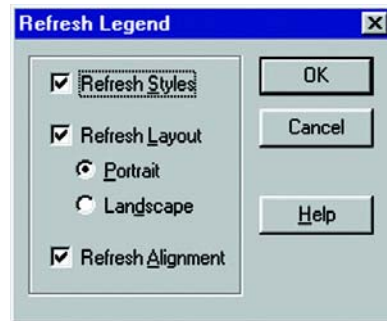 Refresh Legend
Refresh Styles
Refresh Layout
Portrait
Landscape
Refresh Alignment
OK
Cancel
Help